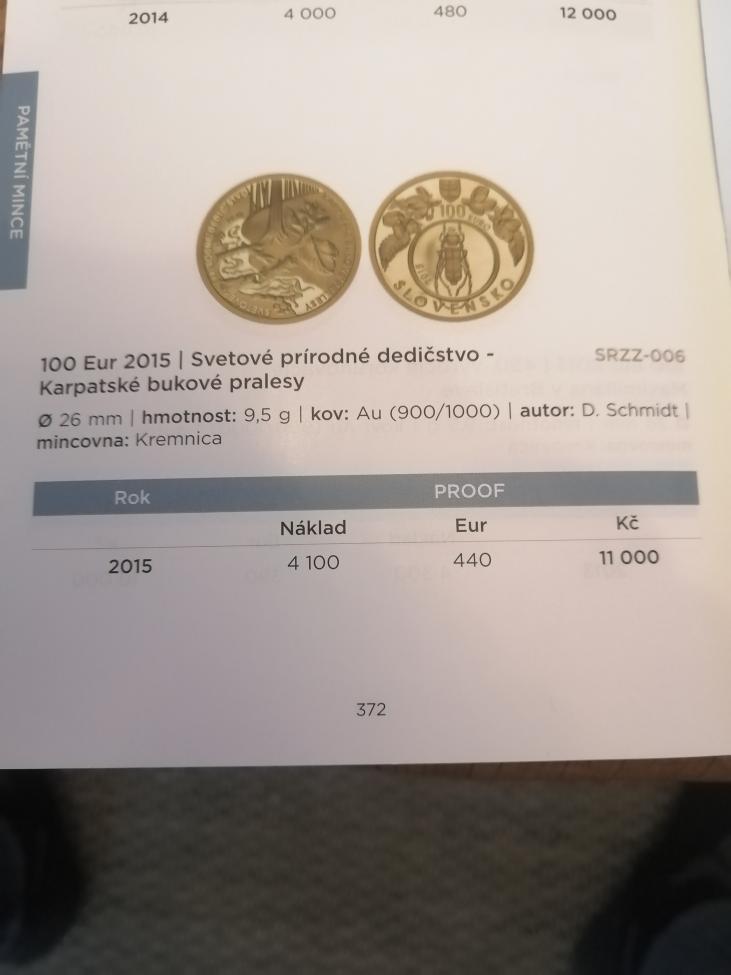 2014 4 000 480 12 000
PAMĚTNÍ MINCE
100 EURO
SLOVENSKO
100 Eur 2015 | Svetové prírodné dedičstvo - SRZZ-006
Karpatské bukové pralesy
Ø 26 mm | hmotnost: 9,5 g | kov: Au (900/1000) | autor: D. Schmidt |
mincovna: Kremnica
Rok PROOF
Náklad Eur Kč
2015 4 100 440 11 000
372